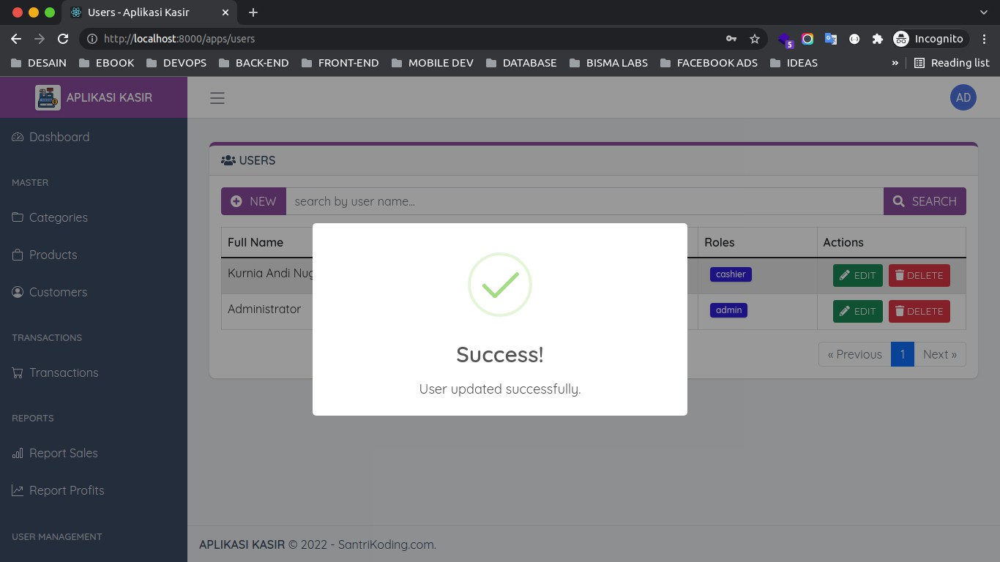 Users - Aplikasi Kasir
http://localhost:8000/apps/users
5
Incognito
DESAIN EBOOK DEVOPS BACK-END FRONT-END MOBILE DEV DATABASE BISMA LABS FACEBOOK ADS IDEAS » Reading list
APLIKASI KASIR
AD
Dashboard
MASTER
Categories
Products
Customers
TRANSACTIONS
Transactions
REPORTS
Report Sales
Report Profits
USER MANAGEMENT
USERS
NEW search by user name... SEARCH
Full Name Roles Actions
Kurnia Andi cashier EDIT DELETE
Administrator admin EDIT DELETE
« Previous 1 Next »
Success!
User updated successfully.
APLIKASI KASIR © 2022 - SantriKoding.com.